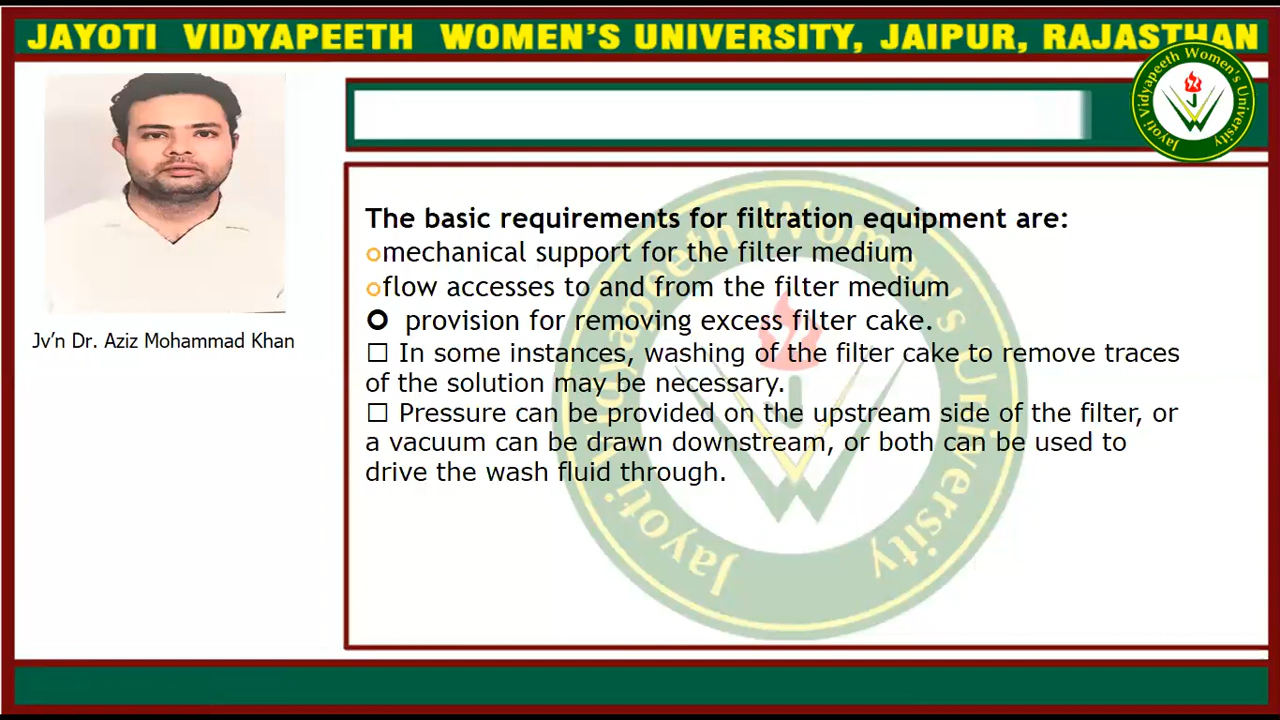 JAYOTI VIDYAPEETH WOMEN'S UNIVERSITY, JAIPUR, RAJASTHAN
Jayoti Vidyapeeth Women's University
Jv'n Dr. Aziz Mohammad Khan
The basic requirements for filtration equipment are:
mechanical support for the filter medium
flow accesses to and from the filter medium
provision for removing excess filter cake.
☐ In some instances, washing of the filter cake to remove traces
of the solution may be necessary.
☐ Pressure can be provided on the upstream side of the filter, or
a vacuum can be drawn downstream, or both can be used to
drive the wash fluid through.
Jayoti Vidyapeeth Women's University